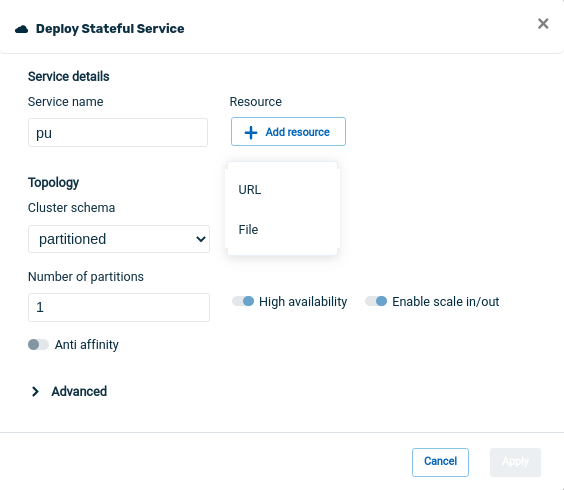 Deploy Stateful Service
Service details
Service name
Resource
pu
Add resource
URL
File
Topology
Cluster schema
partitioned
Number of partitions
1
High availability
Enable scale in/out
Anti affinity
Advanced
Cancel
Apply